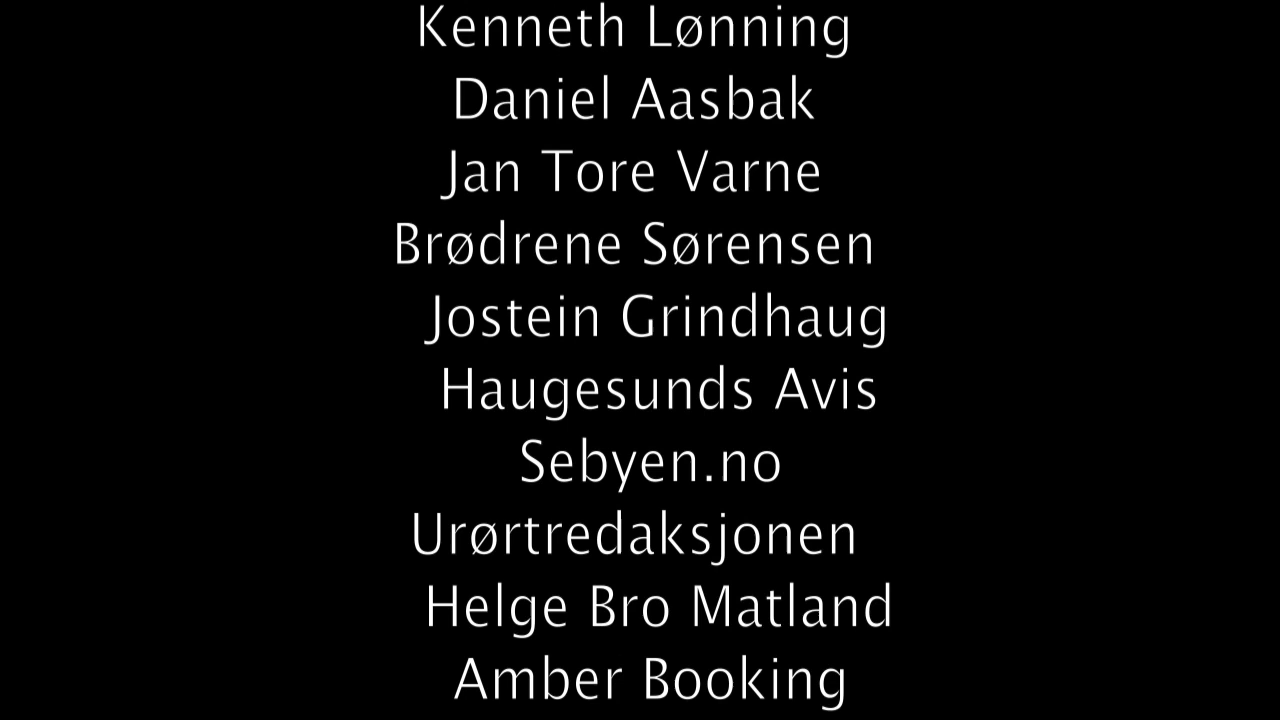 Kenneth Lønning
Daniel Aasbak
Jan Tore Varne
Brødrene Sørensen
Jostein Grindhaug
Haugesunds Avis
Sebyen.no
Urørtredaksjonen
Helge Bro Matland
Amber Booking